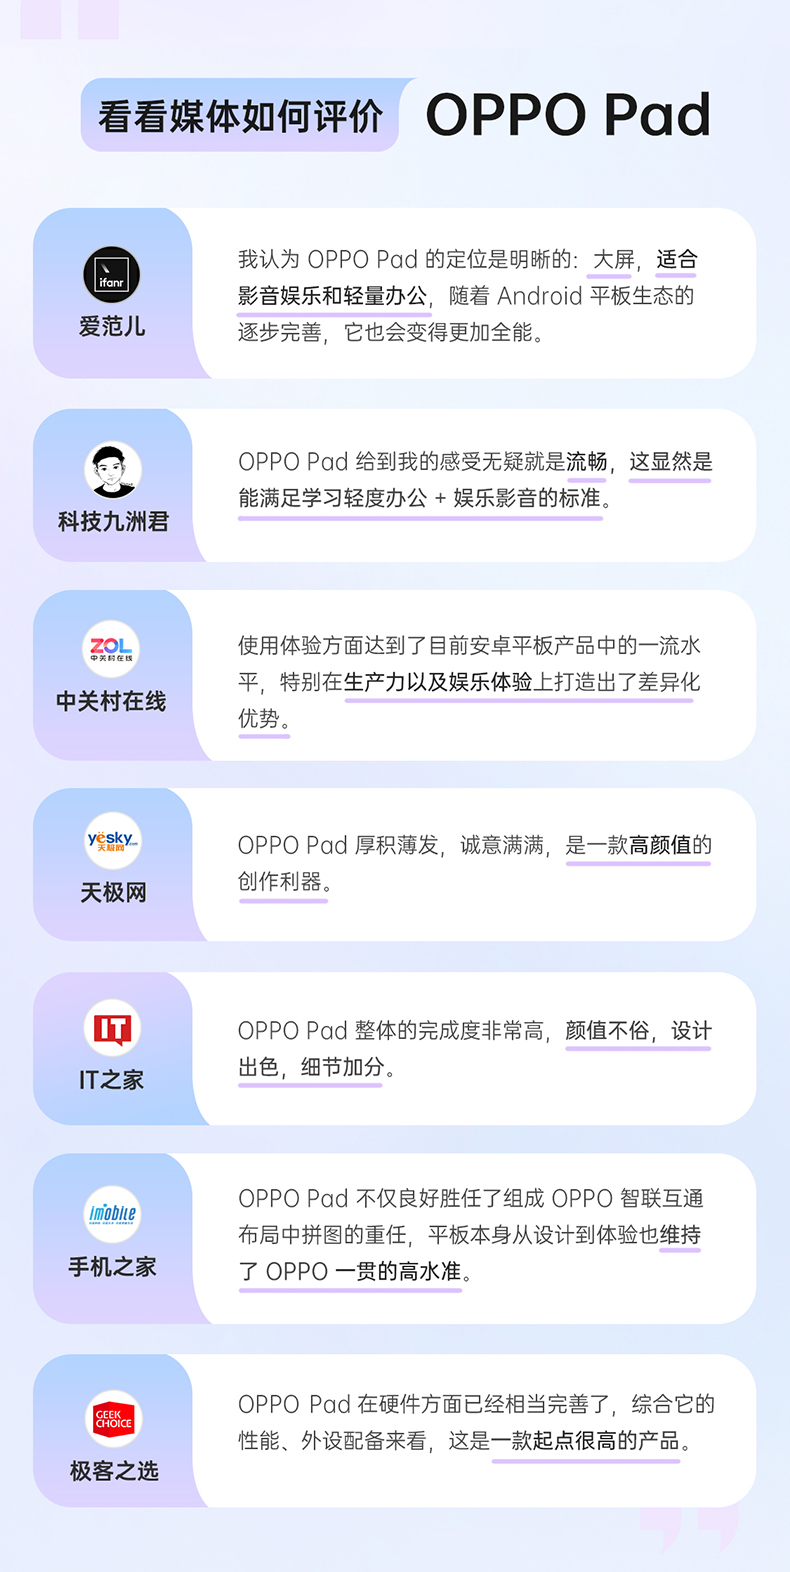 看看媒体如何评价 OPPO Pad
ifanr
爱范儿
我认为 OPPO Pad 的定位是明晰的：大屏，适合
影音娱乐和轻量办公，随着 Android 平板生态的
逐步完善，它也会变得更加全能。
科技九洲君
OPPO Pad 给到我的感受无疑就是流畅，这显然是
能满足学习轻度办公 + 娱乐影音的标准。
ZOL
中关村在线
中关村在线
使用体验方面达到了目前安卓平板产品中的一流水
平，特别在生产力以及娱乐体验上打造出了差异化
优势。
yesky.com
天极网
天极网
OPPO Pad 厚积薄发，诚意满满，是一款高颜值的
创作利器。
IT
IT之家
OPPO Pad 整体的完成度非常高，颜值不俗，设计
出色，细节加分。
imobile
手机之家
OPPO Pad 不仅良好胜任了组成 OPPO 智联互通
布局中拼图的重任，平板本身从设计到体验也维持
了 OPPO 一贯的高水准。
GEEK
CHOICE
极客之选
OPPO Pad 在硬件方面已经相当完善了，综合它的
性能、外设配备来看，这是一款起点很高的产品。